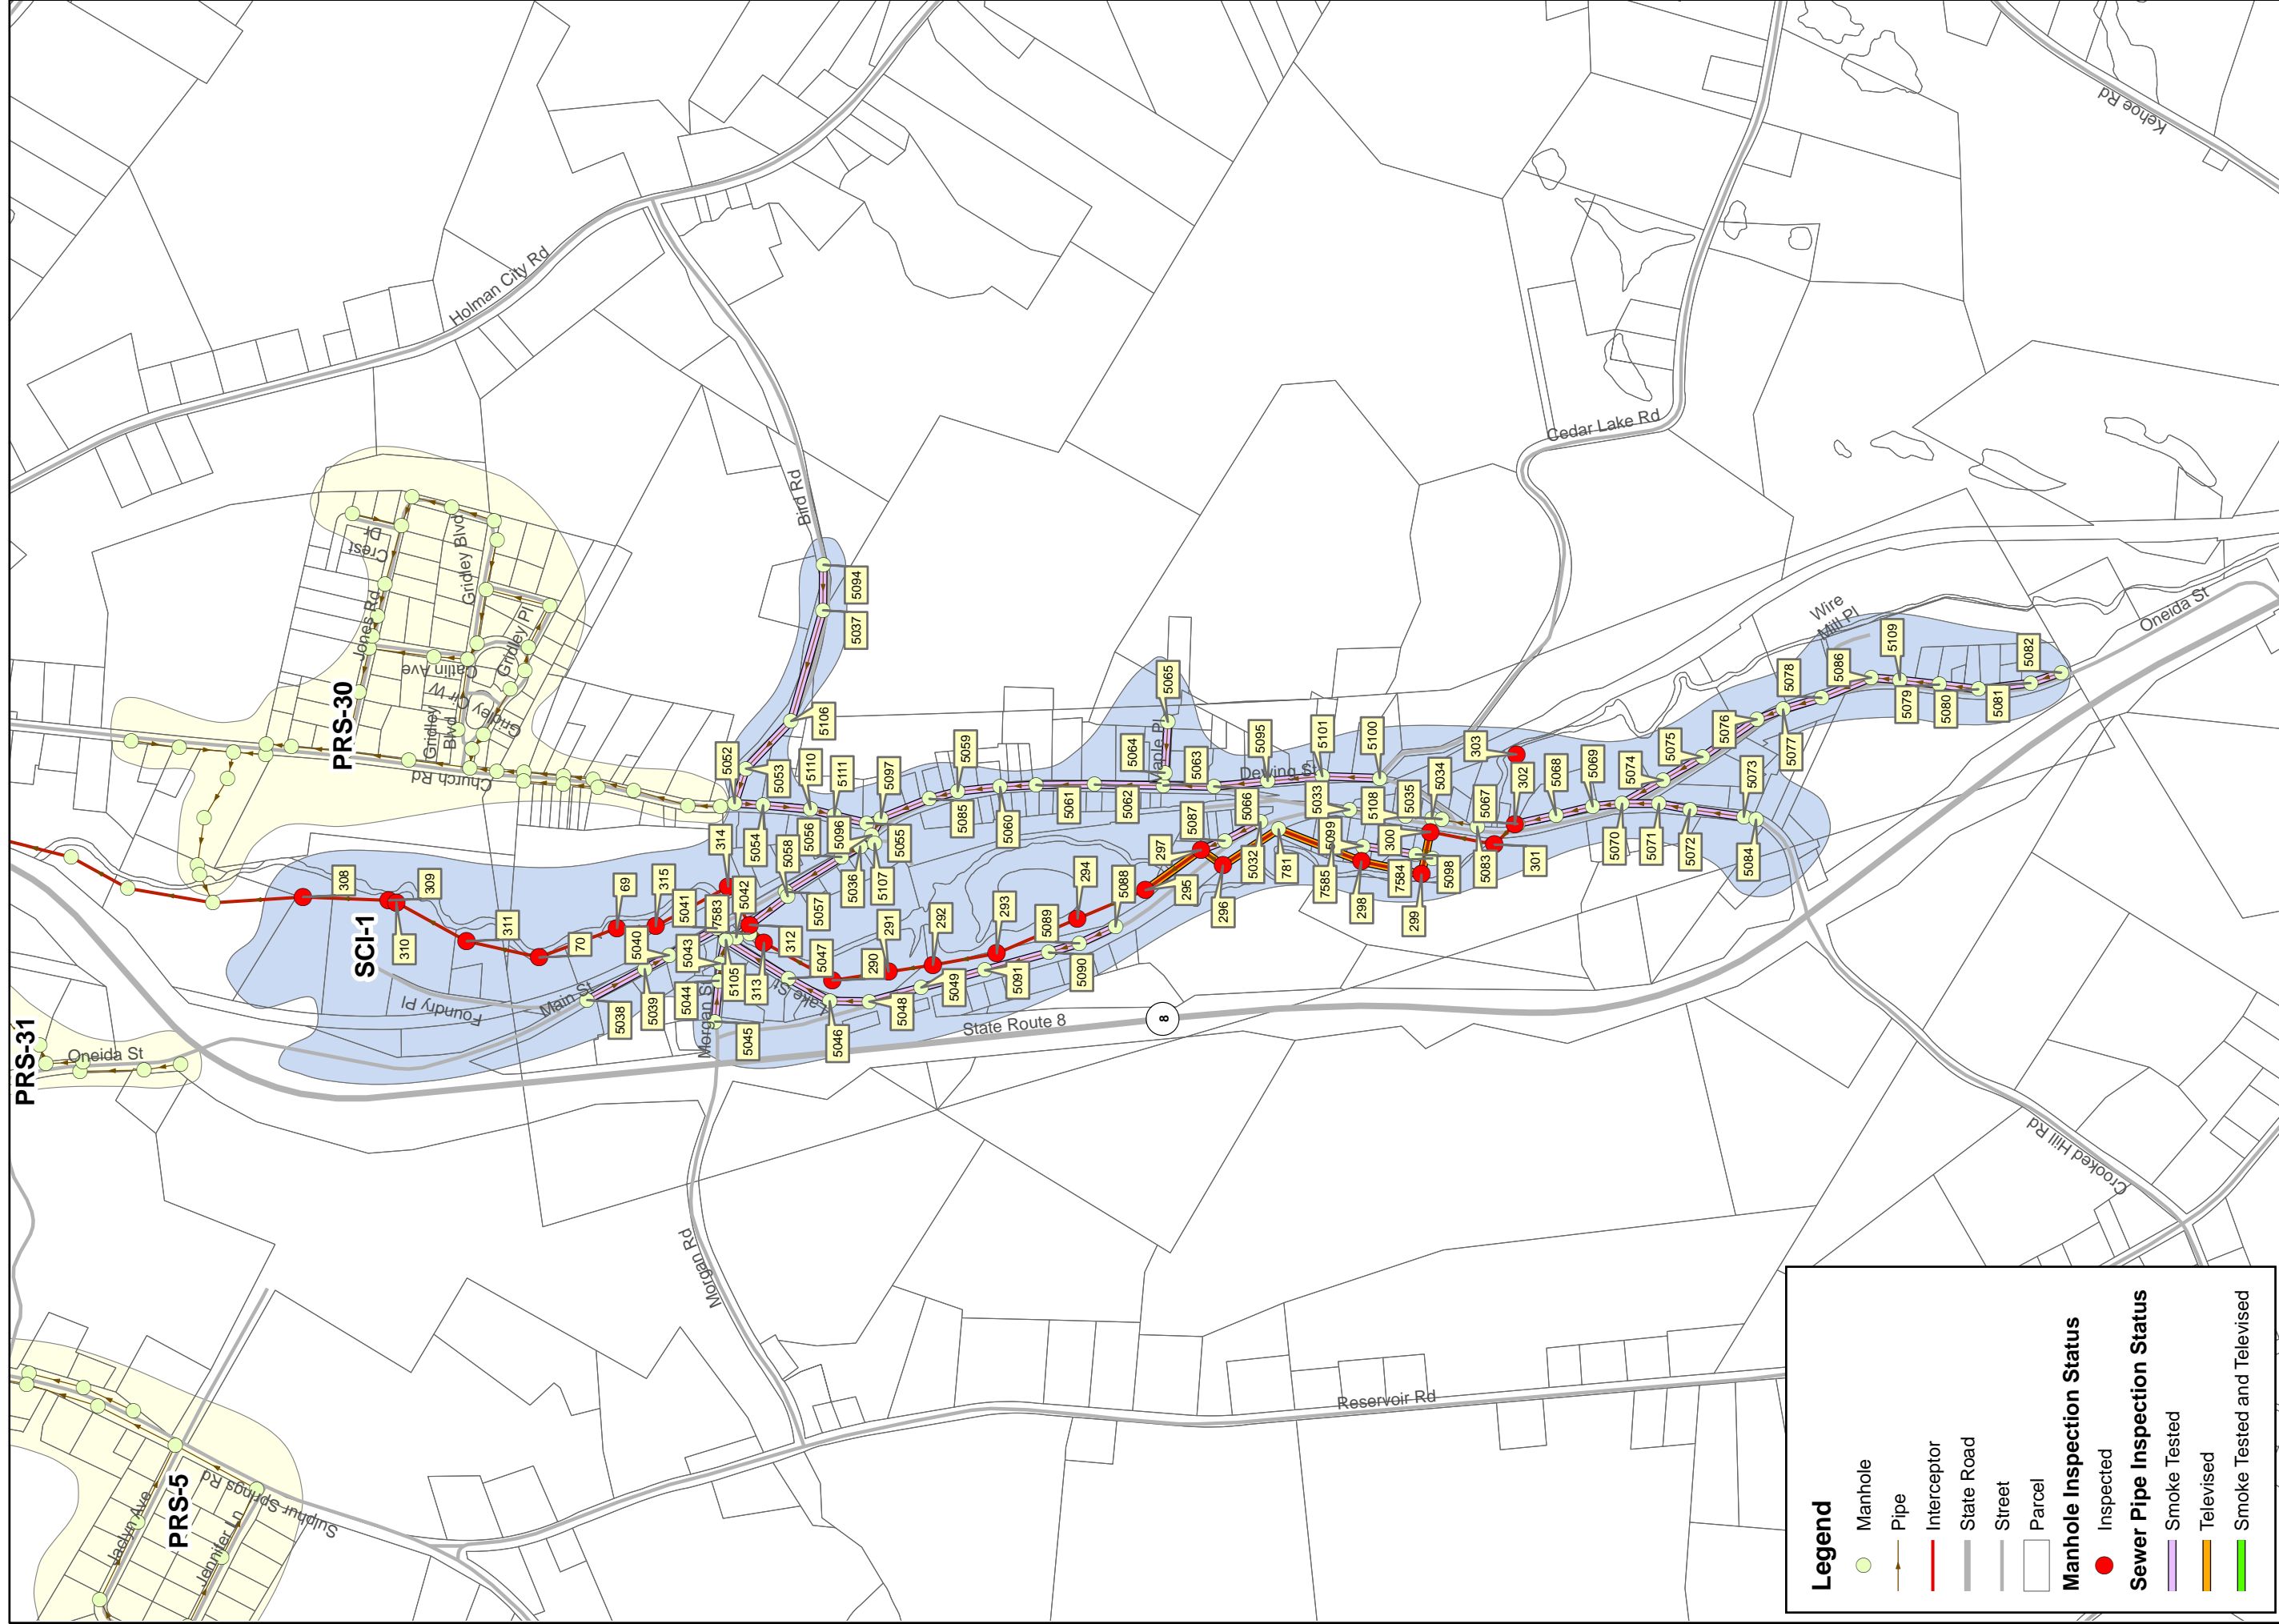 PRS-31
Oneida St
PRS-5
Jaclyn Ave
Jennifer Ln
Sulphur Springs Rd
PRS-30
Church Rd
Jones Rd
Crest Dr
Gridley Blvd
Gridley Pl
Catlin Ave
Gridley Cir W
Gridley
Blvd
Holman City Rd
Bird Rd
Cedar Lake Rd
Kehoe Rd
SCI-1
Foundry Pl
Main St
Morgan St
Lake St
State Route 8
8
Morgan Rd
Reservoir Rd
Crooked Hill Rd
Oneida St
Wire
Mill Pl
Maple Pl
Dewing St
308
309
310
311
70
69
315
314
5041
7583
5042
5040
5043
5039
5038
5044
5045
5105
313
312
5047
5046
290
291
292
293
294
5048
5049
5091
5089
5090
5088
295
296
297
5087
5032
781
5066
5052
5053
5054
5110
5111
5056
5096
5058
5057
5036
5107
5055
5097
5106
5037
5094
5059
5085
5060
5061
5062
5064
5063
5065
5095
5101
5100
5033
5108
5035
5034
5099
7585
298
7584
299
300
5098
5083
5067
301
302
303
5068
5069
5070
5071
5072
5084
5073
5074
5075
5076
5077
5078
5086
5109
5079
5080
5081
5082
Legend
Manhole
Pipe
Interceptor
State Road
Street
Parcel
Manhole Inspection Status
Inspected
Sewer Pipe Inspection Status
Smoke Tested
Televised
Smoke Tested and Televised